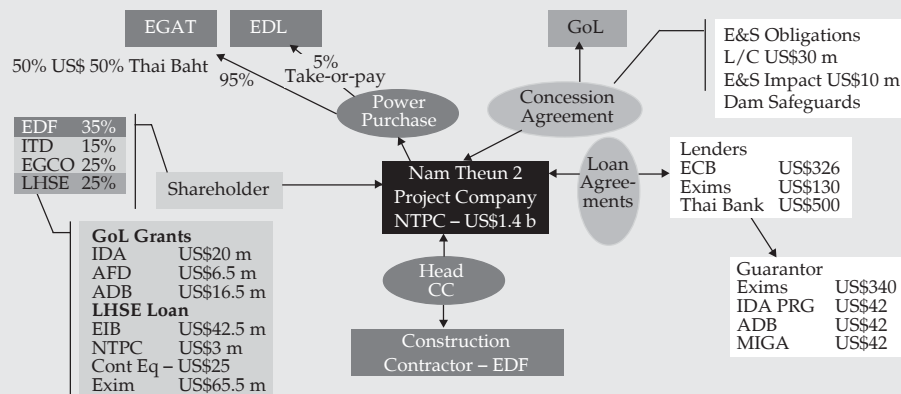 EGAT
EDL
GoL
E&S Obligations
L/C US$30 m
E&S Impact US$10 m
Dam Safeguards
50% US$ 50% Thai Baht
95%
5%
Take-or-pay
Power
Purchase
Concession
Agreement
EDF 35%
ITD 15%
EGCO 25%
LHSE 25%
Shareholder
Nam Theun 2
Project Company
NTPC – US$1.4 b
Loan
Agree-
ments
Lenders
ECB US$326
Exims US$130
Thai Bank US$500
GoL Grants
IDA US$20 m
AFD US$6.5 m
ADB US$16.5 m
LHSE Loan
EIB US$42.5 m
NTPC US$3 m
Cont Eq – US$25
Exim US$65.5 m
Head
CC
Construction
Contractor – EDF
Guarantor
Exims US$340
IDA PRG US$42
ADB US$42
MIGA US$42